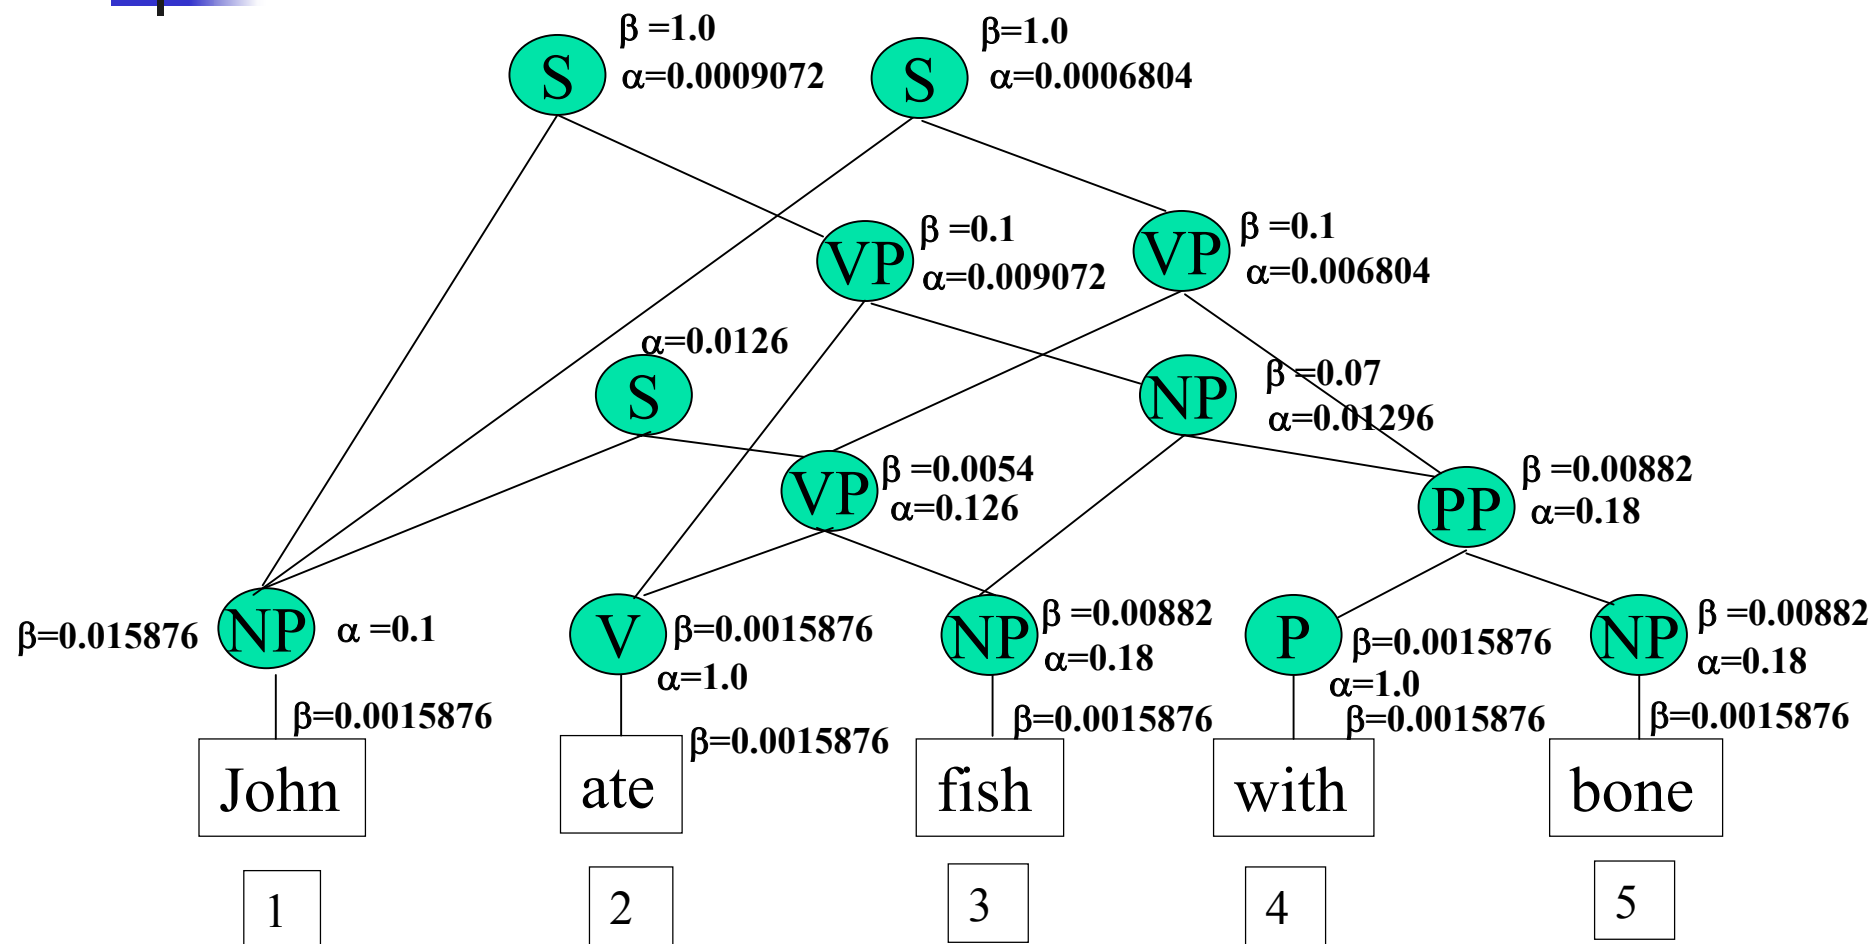 β =1.0
β=1.0
S
α=0.0009072
S
α=0.0006804
VP
β =0.1
α=0.009072
VP
β =0.1
α=0.006804
α=0.0126
S
NP
β =0.07
α=0.01296
VP
β =0.0054
α=0.126
PP
β =0.00882
α=0.18
β=0.015876
NP
α =0.1
V
β=0.0015876
α=1.0
NP
β =0.00882
α=0.18
P
β=0.0015876
α=1.0
NP
β =0.00882
α=0.18
β=0.0015876
β=0.0015876
β=0.0015876
β=0.0015876
β=0.0015876
John
ate
fish
with
bone
1
2
3
4
5